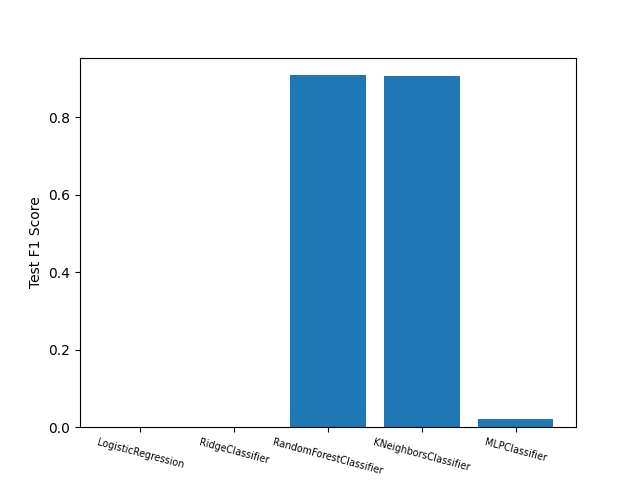 Test F1 Score
0.8
0.6
0.4
0.2
0.0
LogisticRegression
RidgeClassifier
RandomForestClassifier
KNeighborsClassifier
MLPClassifier